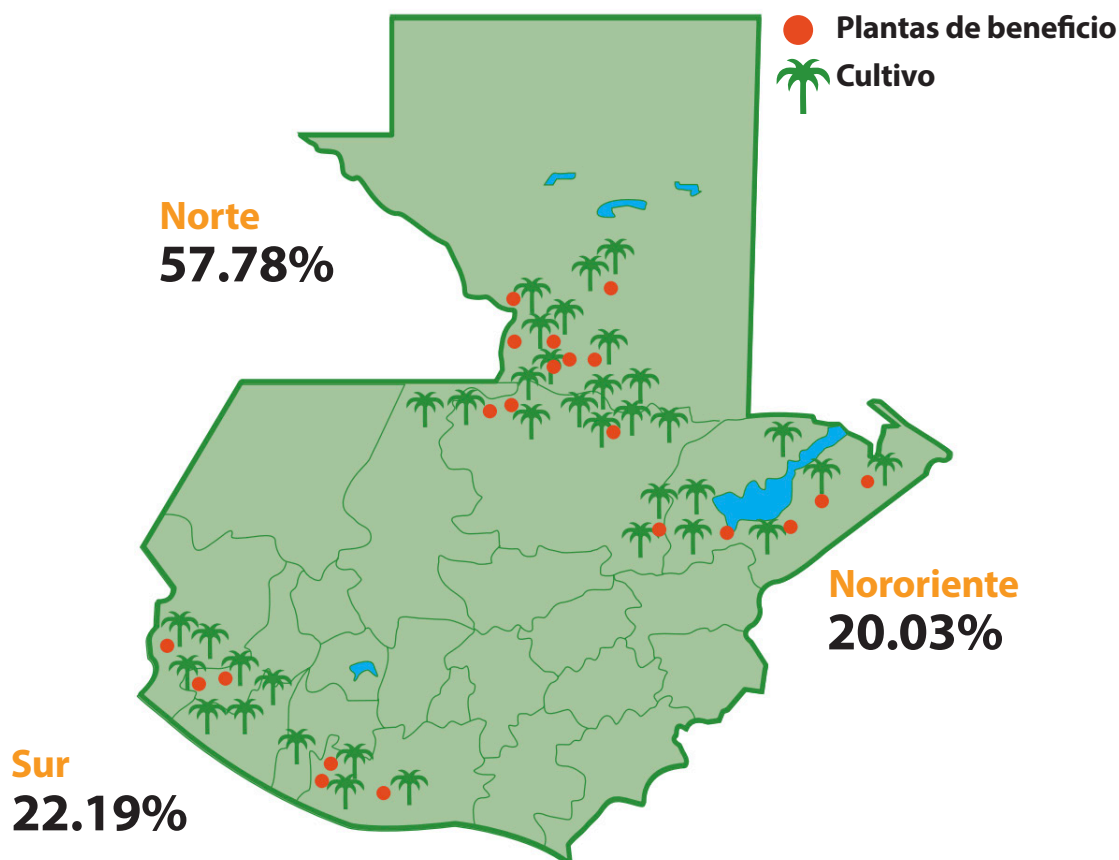 Plantas de beneficio
Cultivo
Norte
57.78%
Nororiente
20.03%
Sur
22.19%